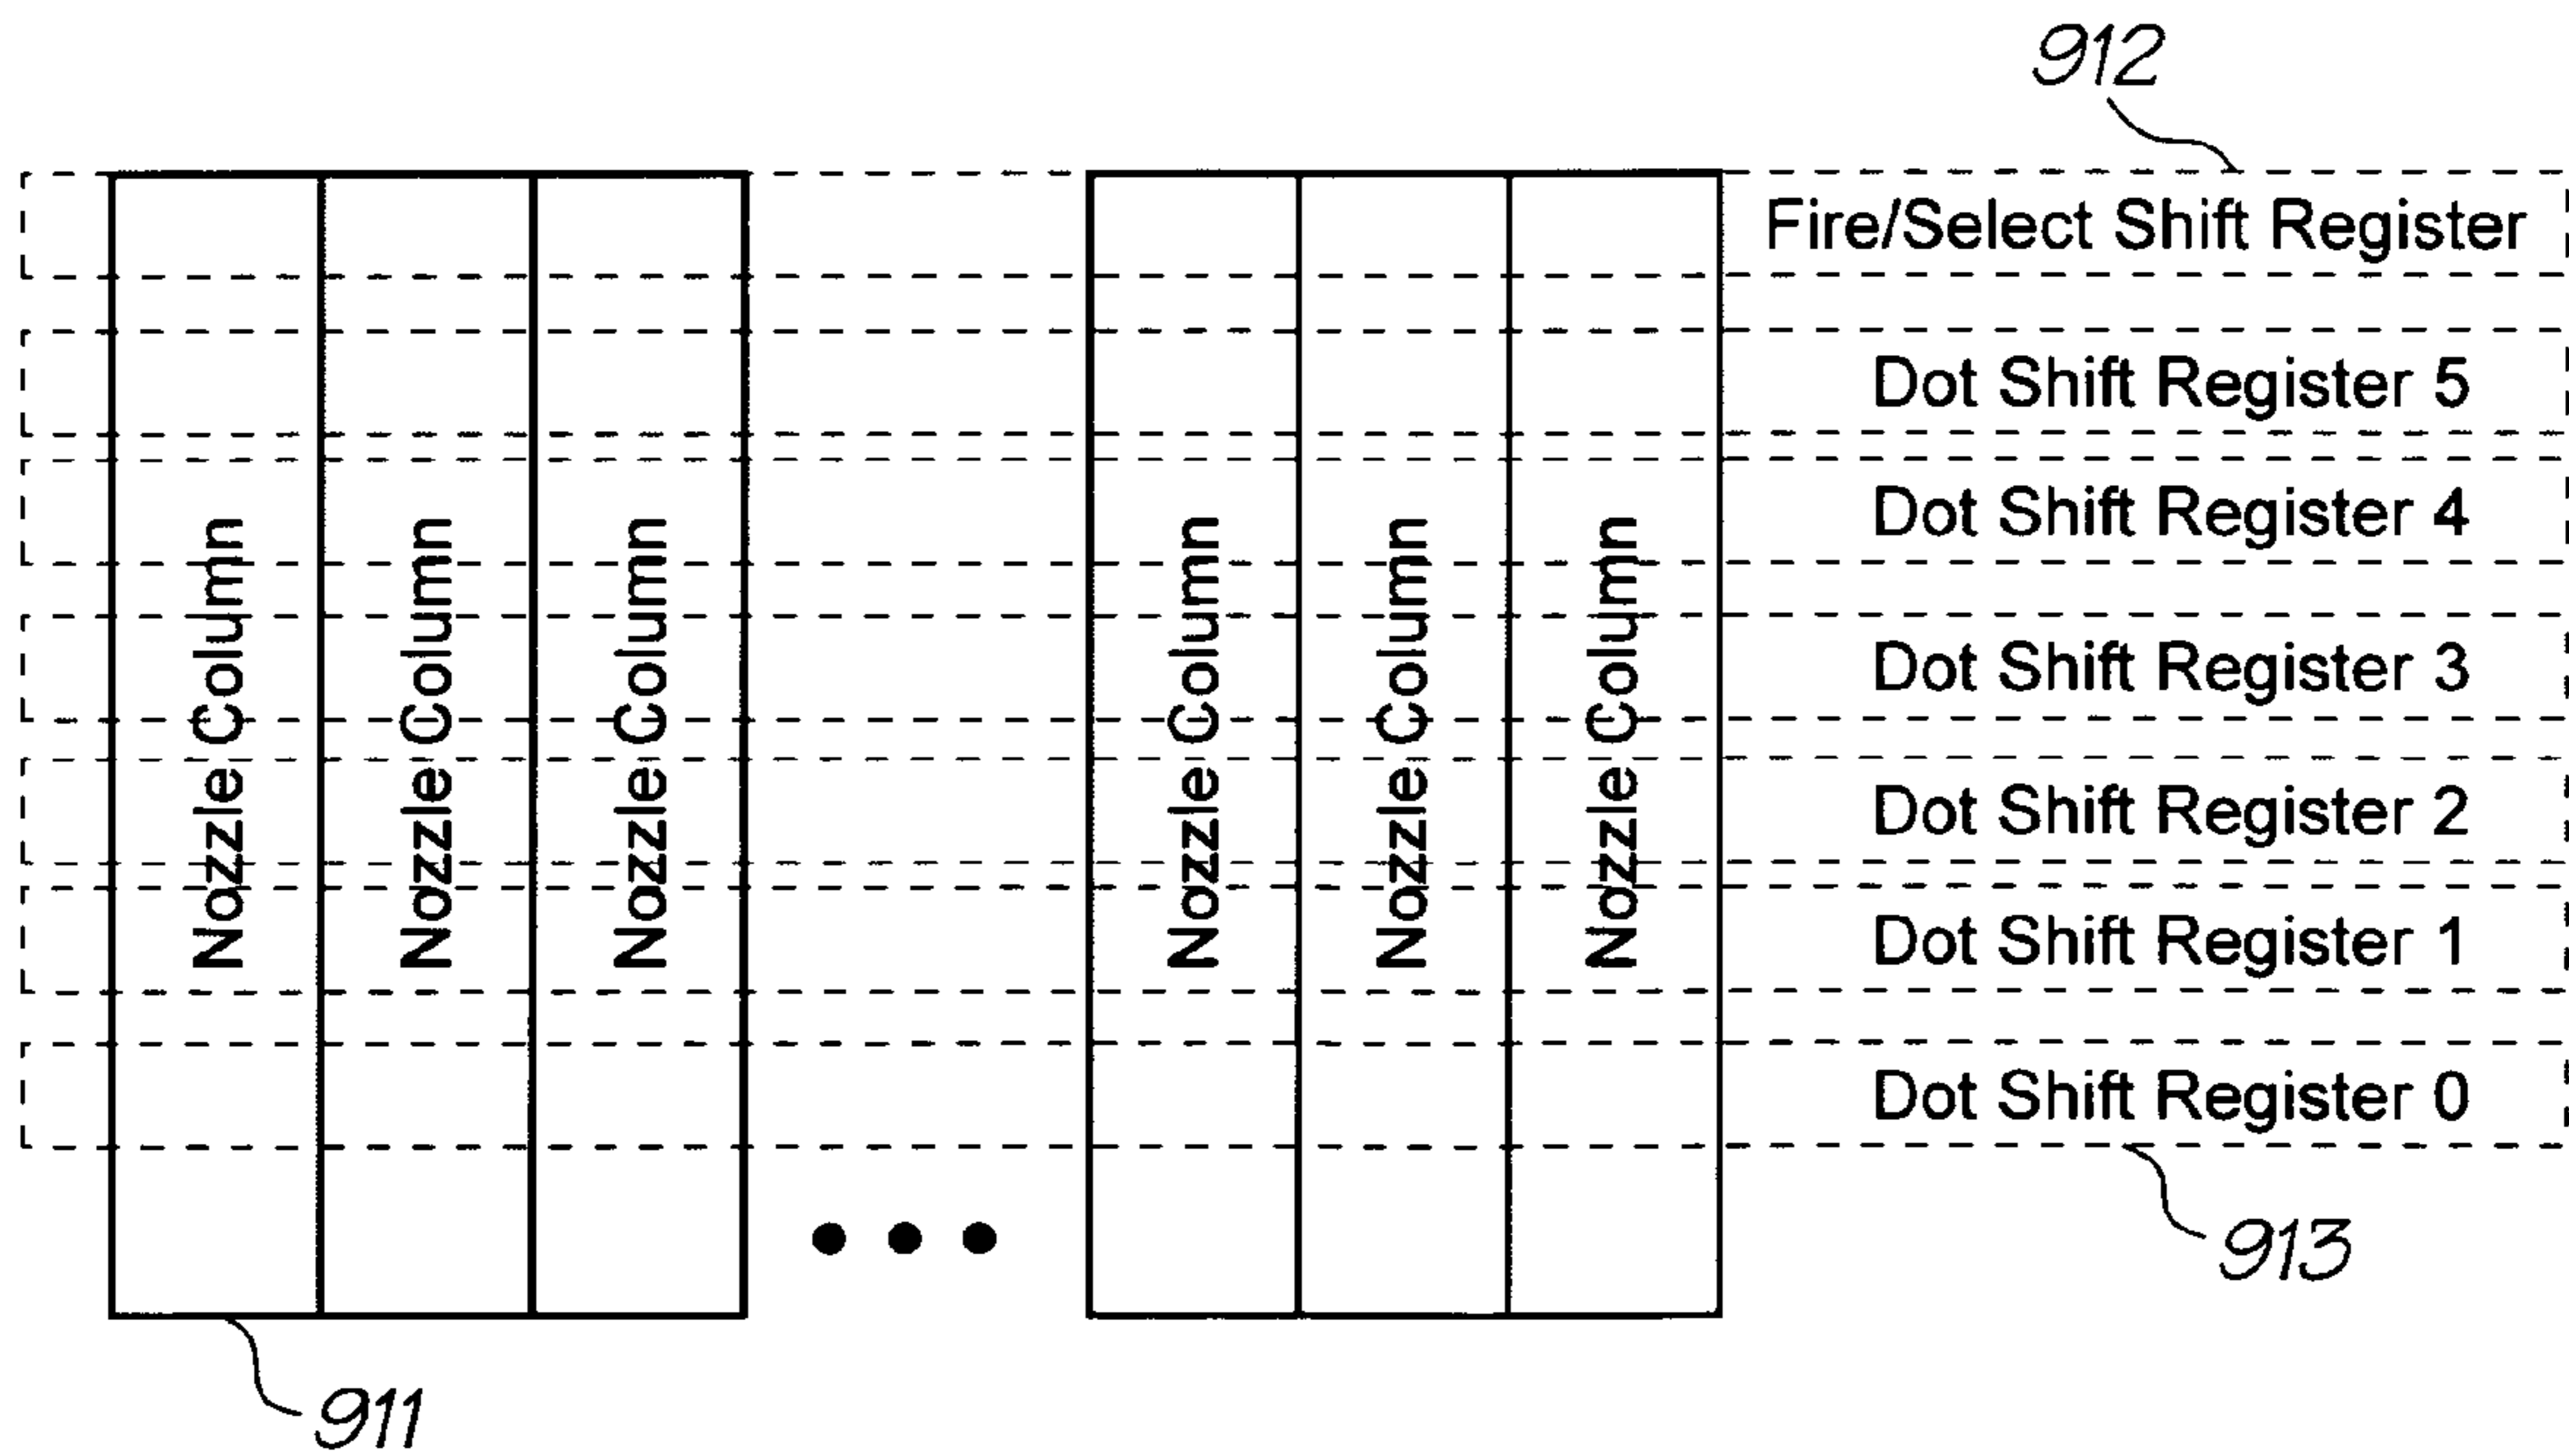 912
Fire/Select Shift Register
Dot Shift Register 5
Dot Shift Register 4
Dot Shift Register 3
Dot Shift Register 2
Dot Shift Register 1
Dot Shift Register 0
Nozzle Column
Nozzle Column
Nozzle Column
Nozzle Column
Nozzle Column
Nozzle Column
913
911